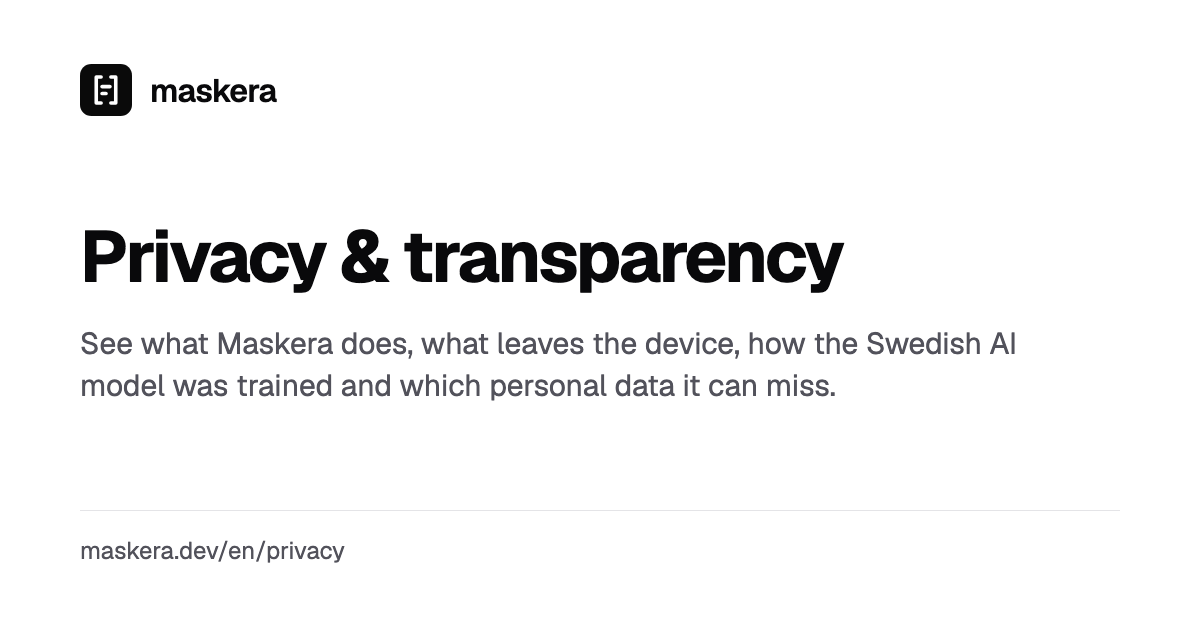 maskera
Privacy & transparency
See what Maskera does, what leaves the device, how the Swedish AI
model was trained and which personal data it can miss.
maskera.dev/en/privacy